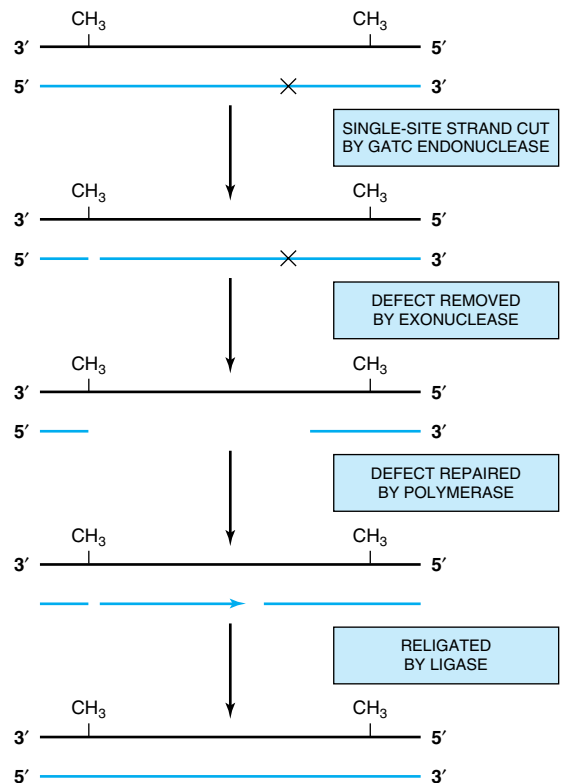 CH₃ CH₃
3′ 5′
5′ 3′
SINGLE-SITE STRAND CUT
BY GATC ENDONUCLEASE
CH₃ CH₃
3′ 5′
5′ 3′
DEFECT REMOVED
BY EXONUCLEASE
CH₃ CH₃
3′ 5′
5′ 3′
DEFECT REPAIRED
BY POLYMERASE
CH₃ CH₃
3′ 5′
RELIGATED
BY LIGASE
CH₃ CH₃
3′ 5′
5′ 3′